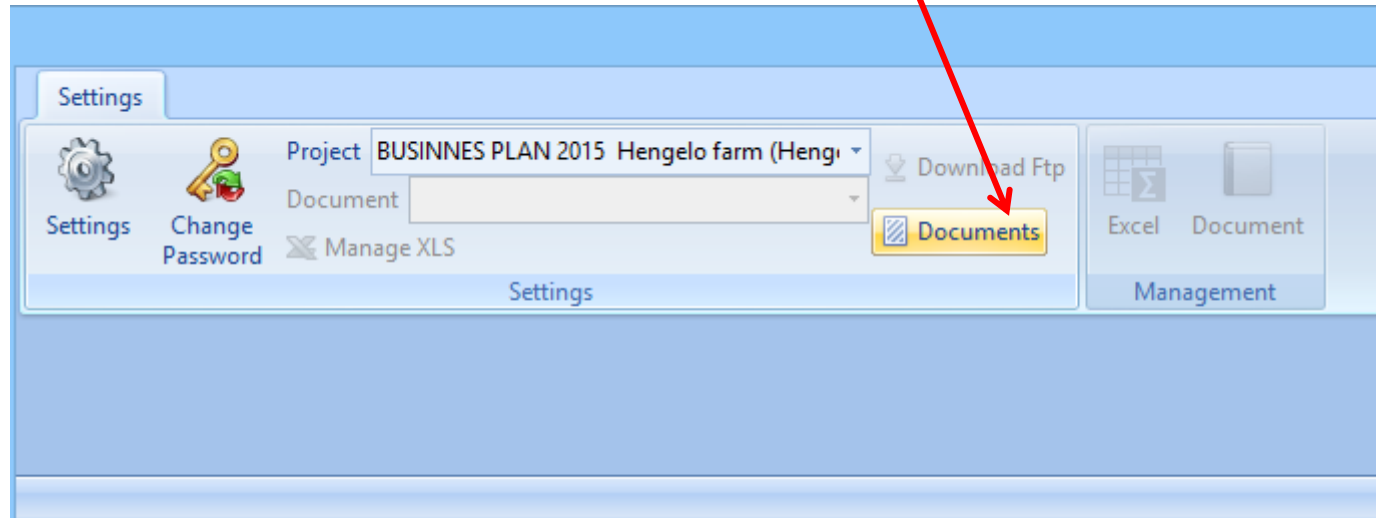 Settings
Settings
Change
Password
Project BUSINNES PLAN 2015 Hengelo farm (Heng
Document
Manage XLS
Download Ftp
Documents
Settings
Excel
Document
Management